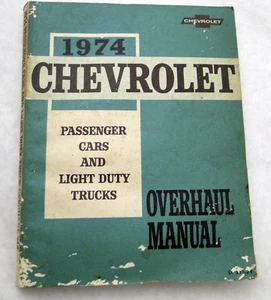 CHEVROLET
1974
CHEVROLET
PASSENGER
CARS
AND
LIGHT DUTY
TRUCKS
OVERHAUL
MANUAL